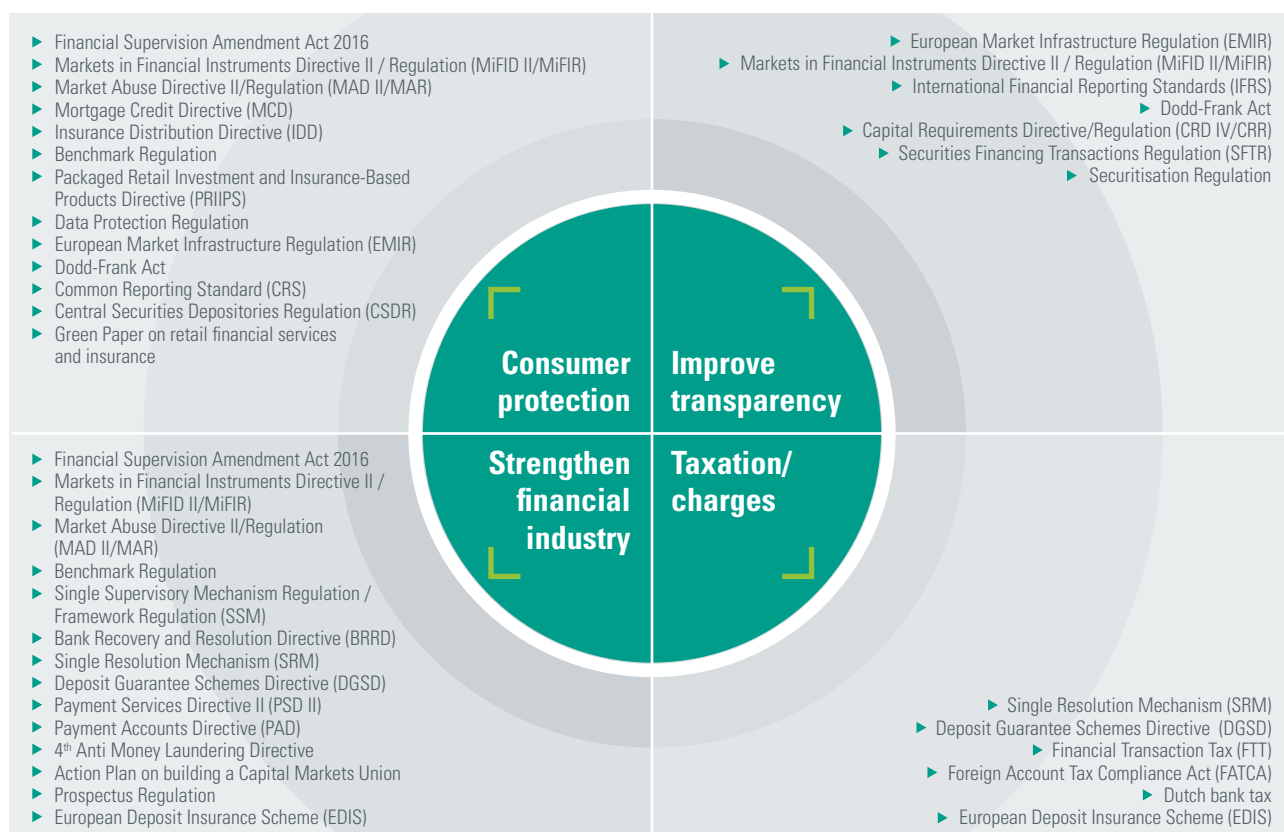 Financial Supervision Amendment Act 2016
Markets in Financial Instruments Directive II / Regulation (MiFID II/MiFIR)
Market Abuse Directive II/Regulation (MAD II/MAR)
Mortgage Credit Directive (MCD)
Insurance Distribution Directive (IDD)
Benchmark Regulation
Packaged Retail Investment and Insurance-Based
Products Directive (PRIIPS)
Data Protection Regulation
European Market Infrastructure Regulation (EMIR)
Dodd-Frank Act
Common Reporting Standard (CRS)
Central Securities Depositories Regulation (CSDR)
Green Paper on retail financial services
and insurance
European Market Infrastructure Regulation (EMIR)
Markets in Financial Instruments Directive II / Regulation (MiFID II/MiFIR)
International Financial Reporting Standards (IFRS)
Dodd-Frank Act
Capital Requirements Directive/Regulation (CRD IV/CRR)
Securities Financing Transactions Regulation (SFTR)
Securitisation Regulation
Consumer
protection
Improve
transparency
Strengthen
financial
industry
Taxation/
charges
Financial Supervision Amendment Act 2016
Markets in Financial Instruments Directive II /
Regulation (MiFID II/MiFIR)
Market Abuse Directive II/Regulation
(MAD II/MAR)
Benchmark Regulation
Single Supervisory Mechanism Regulation /
Framework Regulation (SSM)
Bank Recovery and Resolution Directive (BRRD)
Single Resolution Mechanism (SRM)
Deposit Guarantee Schemes Directive (DGSD)
Payment Services Directive II (PSD II)
Payment Accounts Directive (PAD)
4th Anti Money Laundering Directive
Action Plan on building a Capital Markets Union
Prospectus Regulation
European Deposit Insurance Scheme (EDIS)
Single Resolution Mechanism (SRM)
Deposit Guarantee Schemes Directive (DGSD)
Financial Transaction Tax (FTT)
Foreign Account Tax Compliance Act (FATCA)
Dutch bank tax
European Deposit Insurance Scheme (EDIS)